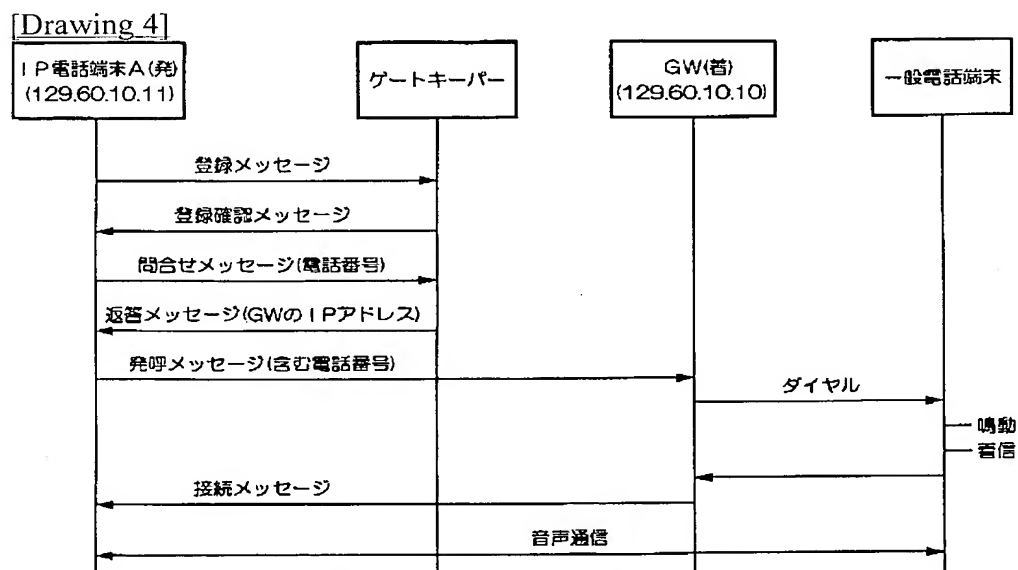 [Drawing 4]
IP電話端末A(発)
(129.60.10.11)
ゲートキーパー
GW(着)
(129.60.10.10)
一般電話端末
登録メッセージ
登録確認メッセージ
問合せメッセージ(電話番号)
返答メッセージ(GWのIPアドレス)
発呼メッセージ(含む電話番号)
ダイヤル
鳴動
着信
接続メッセージ
音声通信